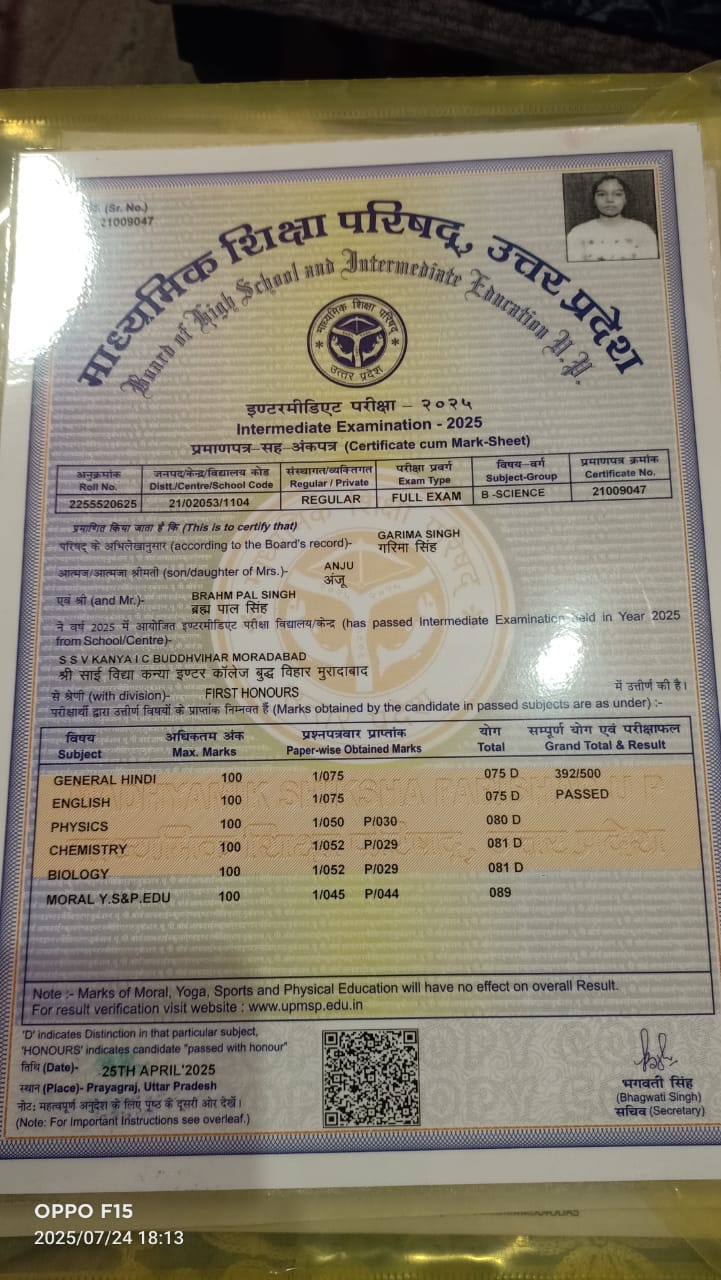 (Sr. No.)
21009047
माध्यमिक शिक्षा परिषद्, उत्तर प्रदेश
Board of High School and Intermediate Education U.P.
माध्यमिक शिक्षा परिषद्
उत्तर प्रदेश
इण्टरमीडिएट परीक्षा – २०२५
Intermediate Examination - 2025
प्रमाणपत्र–सह–अंकपत्र (Certificate cum Mark-Sheet)
अनुक्रमांक जनपद/केन्द्र/विद्यालय कोड संस्थागत/व्यक्तिगत परीक्षा प्रवर्ग विषय-वर्ग प्रमाणपत्र क्रमांक
Roll No. Distt./Centre/School Code Regular / Private Exam Type Subject-Group Certificate No.
2255520625 21/02053/1104 REGULAR FULL EXAM B -SCIENCE 21009047
प्रमाणित किया जाता है कि (This is to certify that)
GARIMA SINGH
परिषद् के अभिलेखानुसार (according to the Board's record)- गरिमा सिंह
ANJU
आत्मज/आत्मजा श्रीमती (son/daughter of Mrs.)- अंजू
BRAHM PAL SINGH
एवं श्री (and Mr.)- ब्रह्म पाल सिंह
ने वर्ष 2025 में आयोजित इण्टरमीडिएट परीक्षा विद्यालय/केन्द्र (has passed Intermediate Examination held in Year 2025
from School/Centre)-
S S V KANYA I C BUDDHVIHAR MORADABAD
श्री साई विद्या कन्या इण्टर कॉलेज बुद्ध विहार मुरादाबाद
से श्रेणी (with division)- FIRST HONOURS में उत्तीर्ण की है।
परीक्षार्थी द्वारा उत्तीर्ण विषयों के प्राप्तांक निम्नवत हैं (Marks obtained by the candidate in passed subjects are as under) :-
विषय अधिकतम अंक प्रश्नपत्रवार प्राप्तांक योग सम्पूर्ण योग एवं परीक्षाफल
Subject Max. Marks Paper-wise Obtained Marks Total Grand Total & Result
GENERAL HINDI 100 1/075 075 D 392/500
ENGLISH 100 1/075 075 D PASSED
PHYSICS 100 1/050 P/030 080 D
CHEMISTRY 100 1/052 P/029 081 D
BIOLOGY 100 1/052 P/029 081 D
MORAL Y.S&P.EDU 100 1/045 P/044 089
Note :- Marks of Moral, Yoga, Sports and Physical Education will have no effect on overall Result.
For result verification visit website : www.upmsp.edu.in
'D' indicates Distinction in that particular subject,
'HONOURS' indicates candidate "passed with honour"
तिथि (Date)- 25TH APRIL'2025
स्थान (Place)- Prayagraj, Uttar Pradesh
नोट: महत्वपूर्ण अनुदेश के लिए पृष्ठ के दूसरी ओर देखें।
(Note: For Important Instructions see overleaf.)
भगवती सिंह
(Bhagwati Singh)
सचिव (Secretary)
OPPO F15
2025/07/24 18:13